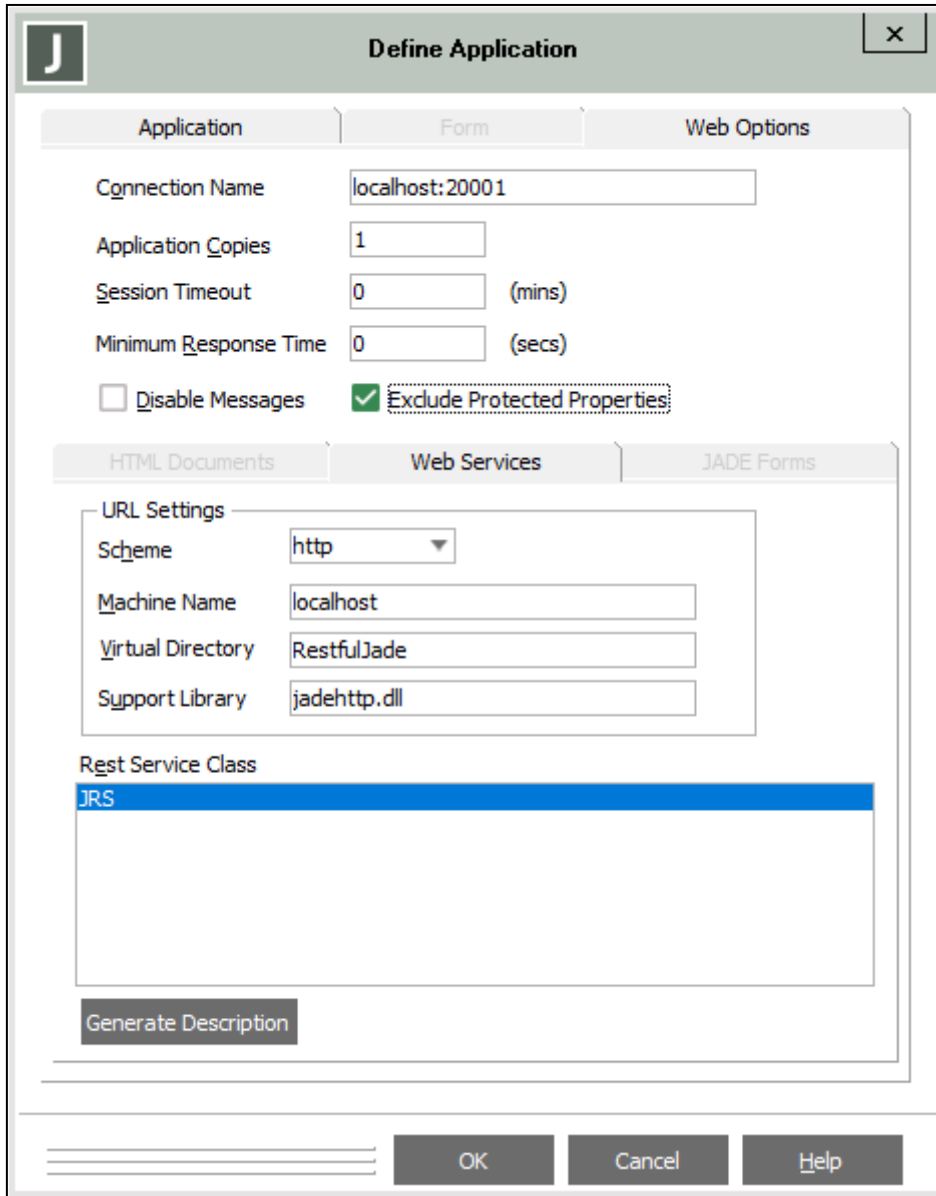 J
Define Application
Application Form Web Options
Connection Name localhost:20001
Application Copies 1
Session Timeout 0 (mins)
Minimum Response Time 0 (secs)
Disable Messages Exclude Protected Properties
HTML Documents Web Services JADE Forms
URL Settings
Scheme http
Machine Name localhost
Virtual Directory RestfulJade
Support Library jadehttp.dll
Rest Service Class
JRS
Generate Description
OK Cancel Help